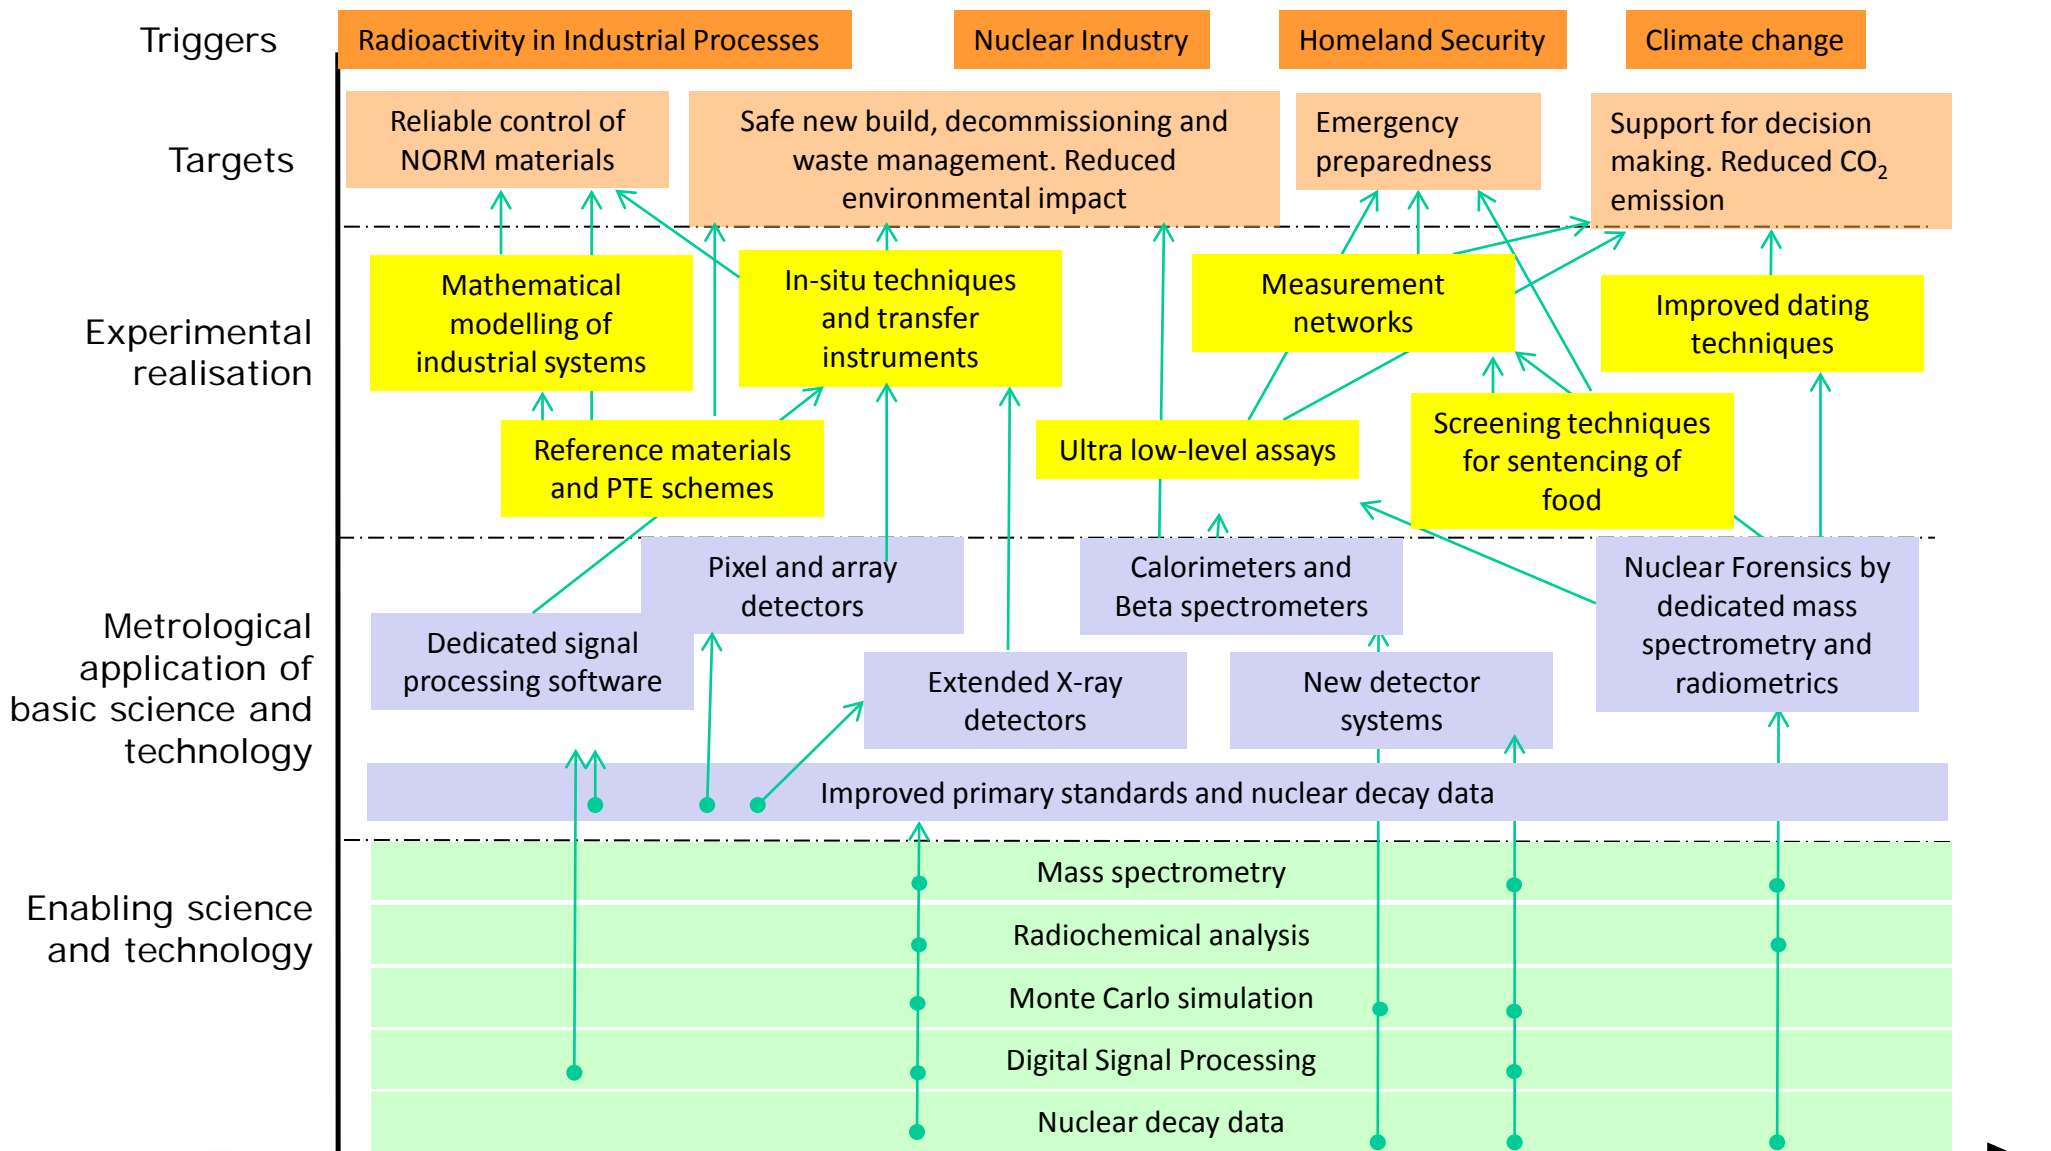 Triggers
Radioactivity in Industrial Processes
Nuclear Industry
Homeland Security
Climate change
Targets
Reliable control of
NORM materials
Safe new build, decommissioning and
waste management. Reduced
environmental impact
Emergency
preparedness
Support for decision
making. Reduced CO2
emission
Experimental
realisation
Mathematical
modelling of
industrial systems
In-situ techniques
and transfer
instruments
Measurement
networks
Improved dating
techniques
Reference materials
and PTE schemes
Ultra low-level assays
Screening techniques
for sentencing of
food
Metrological
application of
basic science and
technology
Pixel and array
detectors
Calorimeters and
Beta spectrometers
Nuclear Forensics by
dedicated mass
spectrometry and
radiometrics
Dedicated signal
processing software
Extended X-ray
detectors
New detector
systems
Improved primary standards and nuclear decay data
Enabling science
and technology
Mass spectrometry
Radiochemical analysis
Monte Carlo simulation
Digital Signal Processing
Nuclear decay data